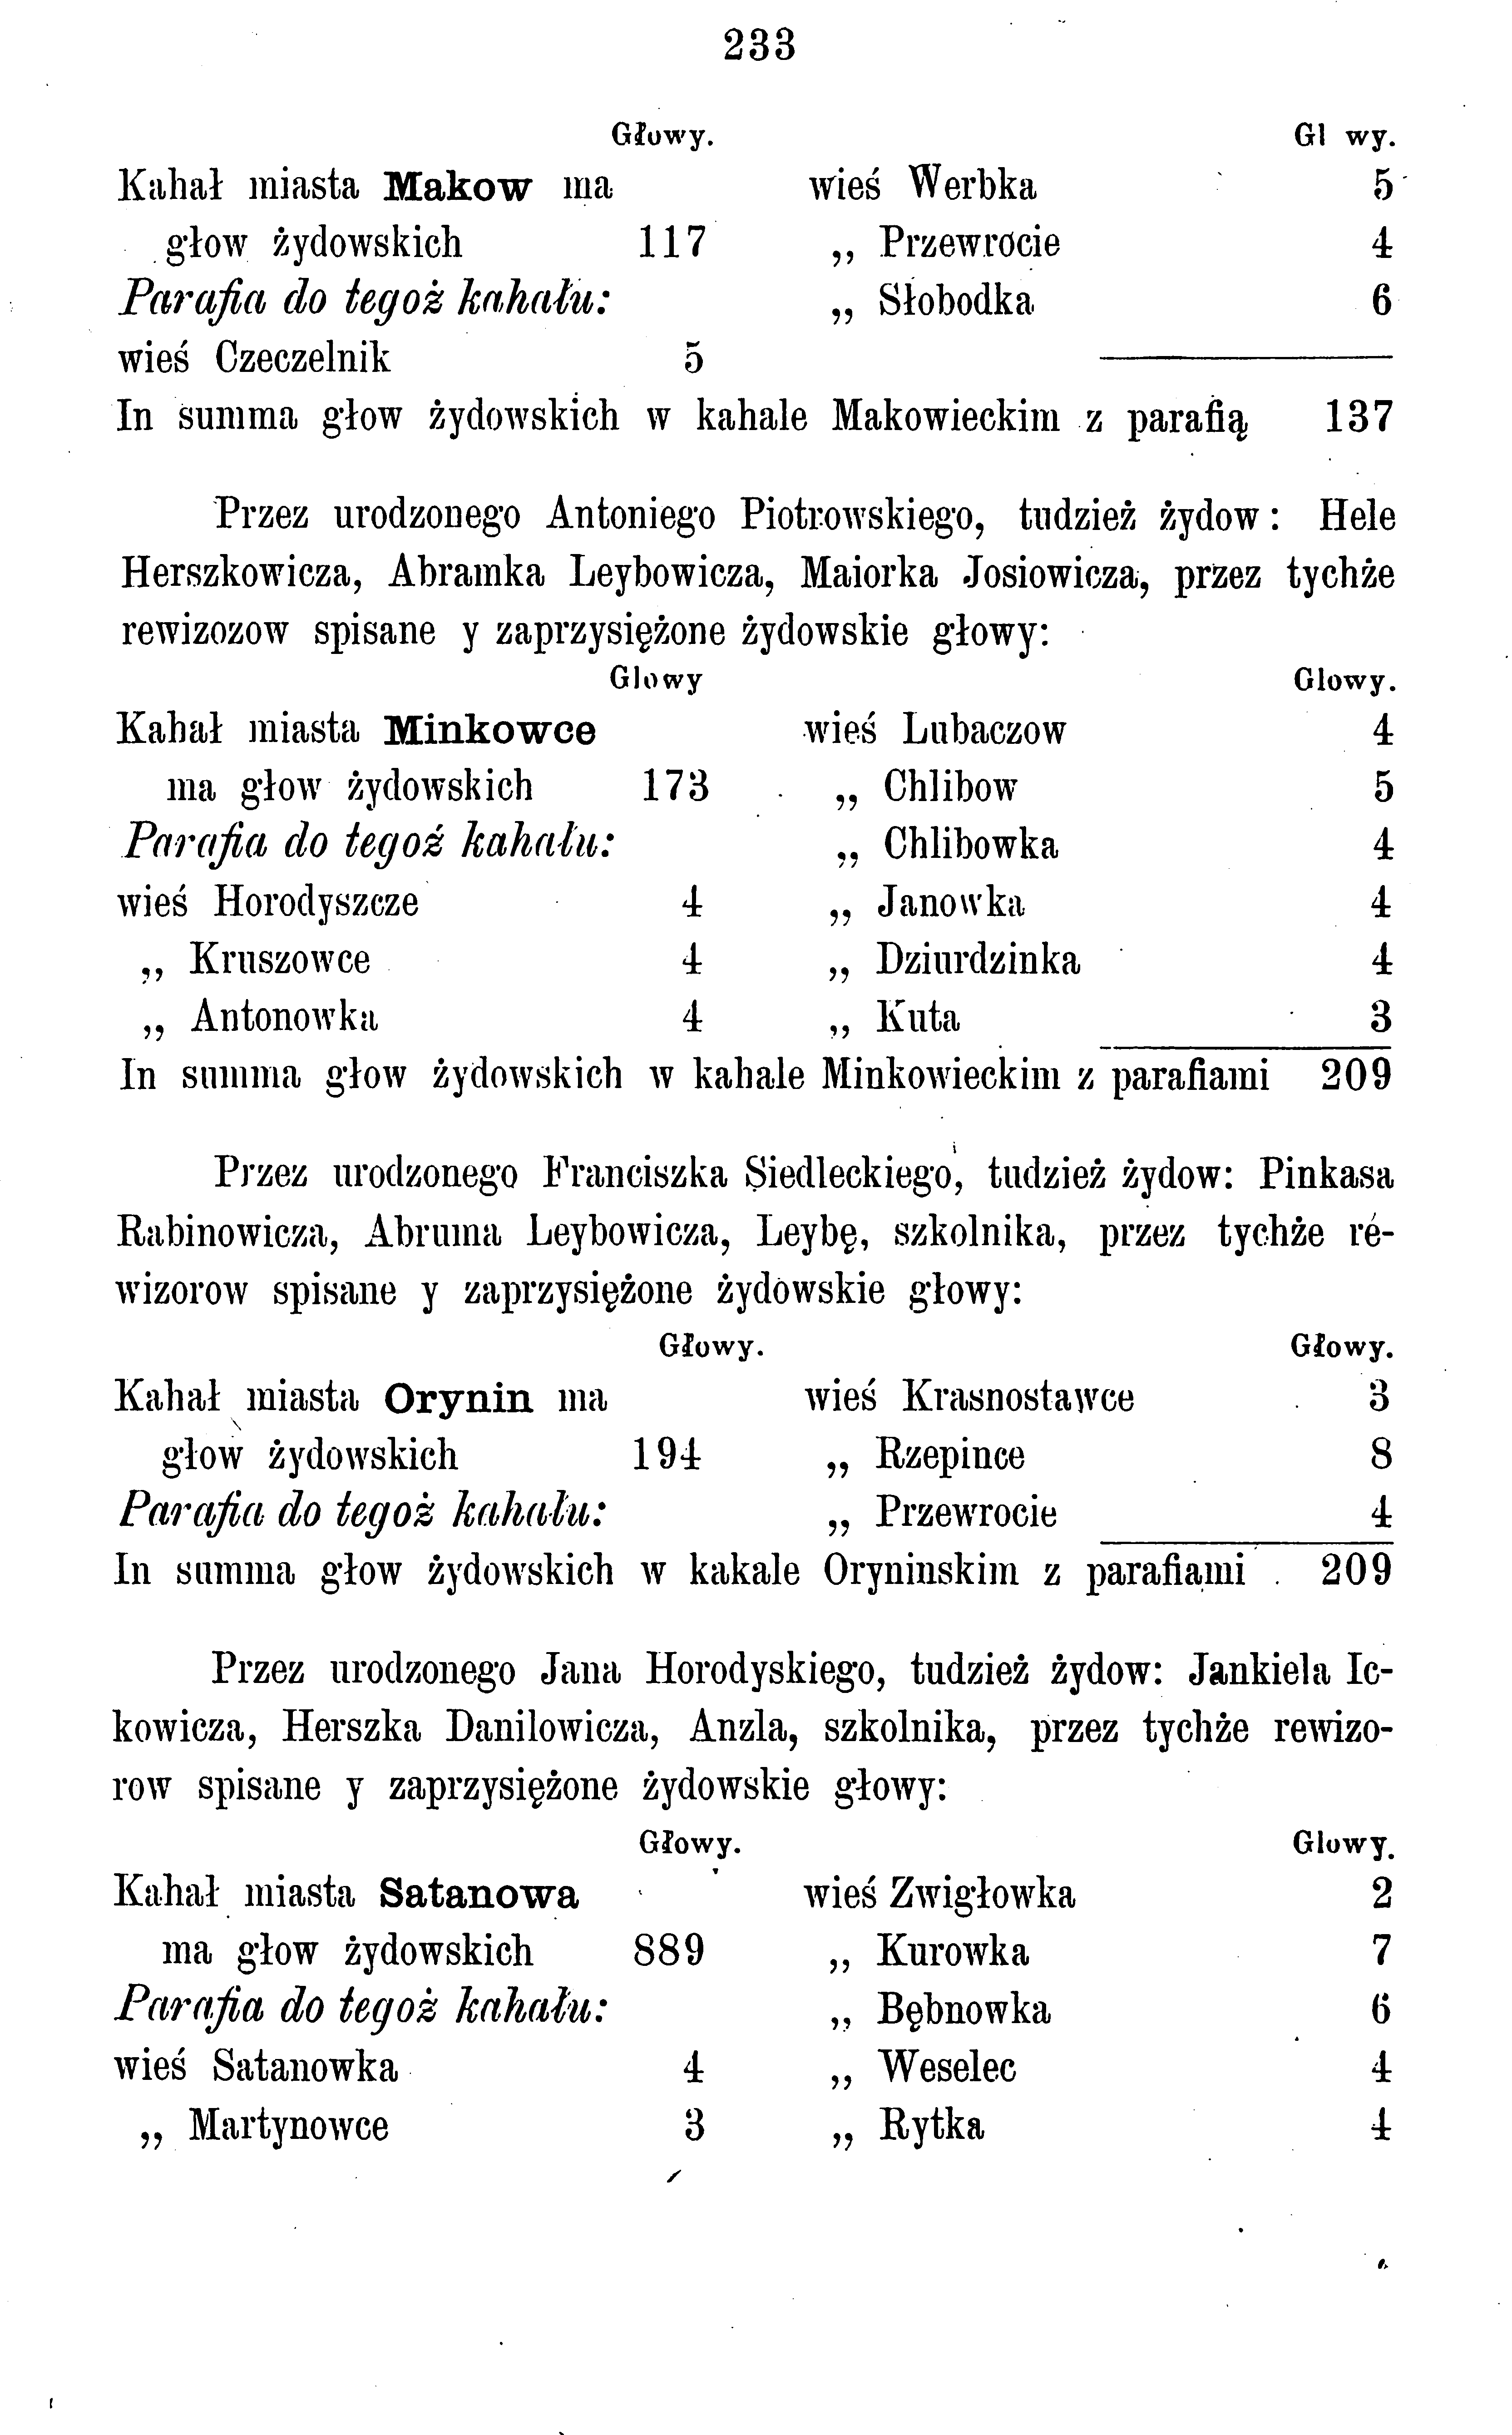 233
Głowy. Gl wy.
Kahał miasta Makow ma wieś Werbka 5
głow żydowskich 117 „ Przewrocie 4
Parafia do tegoż kahału: „ Słobodka 6
wieś Czeczelnik 5
In summa głow żydowskich w kahale Makowieckim z parafią 137
Przez urodzonego Antoniego Piotrowskiego, tudzież żydow: Hele
Herszkowicza, Abramka Leybowicza, Maiorka Josiowicza, przez tychże
rewizozow spisane y zaprzysiężone żydowskie głowy:
Glowy Glowy.
Kahał miasta Minkowce wieś Lubaczow 4
ma głow żydowskich 173 „ Chlibow 5
Parafia do tegoż kahału: „ Chlibowka 4
wieś Horodyszcze 4 „ Janowka 4
„ Kruszowce 4 „ Dziurdzinka 4
„ Antonowka 4 „ Kuta 3
In summa głow żydowskich w kahale Minkowieckim z parafiami 209
Przez urodzonego Franciszka Siedleckiego, tudzież żydow: Pinkasa
Rabinowicza, Abruma Leybowicza, Leybę, szkolnika, przez tychże re-
wizorow spisane y zaprzysiężone żydowskie głowy:
Głowy. Głowy.
Kahał miasta Orynin ma wieś Krasnostawce 3
głow żydowskich 194 „ Rzepince 8
Parafia do tegoż kahału: „ Przewrocie 4
In summa głow żydowskich w kakale Oryninskim z parafiami 209
Przez urodzonego Jana Horodyskiego, tudzież żydow: Jankiela Ic-
kowicza, Herszka Danilowicza, Anzla, szkolnika, przez tychże rewizo-
row spisane y zaprzysiężone żydowskie głowy:
Głowy. Glowy.
Kahał miasta Satanowa wieś Zwigłowka 2
ma głow żydowskich 889 „ Kurowka 7
Parafia do tegoż kahału: „ Bębnowka 6
wieś Satanowka 4 „ Weselec 4
„ Martynowce 3 „ Rytka 4